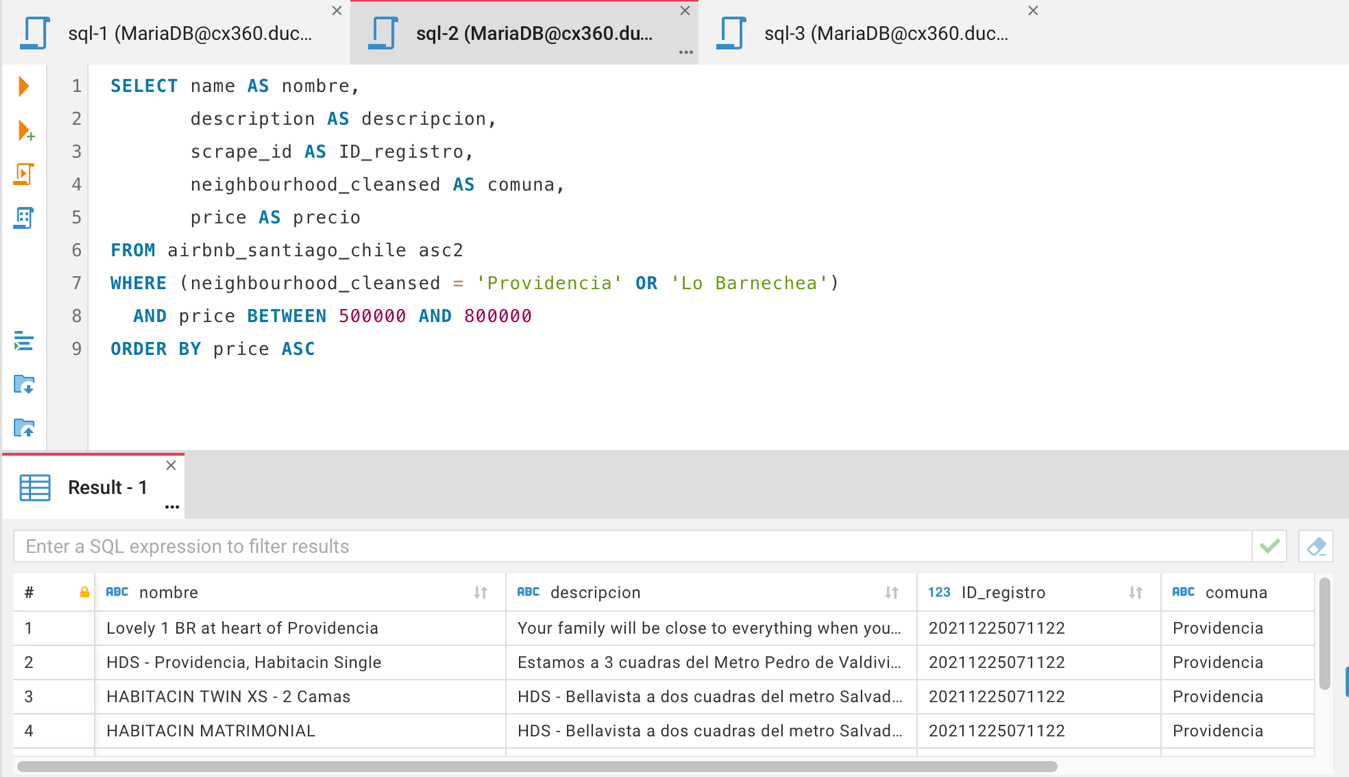 sql-1 (MariaDB@cx360.duc...
sql-2 (MariaDB@cx360.du...
sql-3 (MariaDB@cx360.duc...
1 SELECT name AS nombre,
2 description AS descripcion,
3 scrape_id AS ID_registro,
4 neighbourhood_cleansed AS comuna,
5 price AS precio
6 FROM airbnb_santiago_chile asc2
7 WHERE (neighbourhood_cleansed = 'Providencia' OR 'Lo Barnechea')
8 AND price BETWEEN 500000 AND 800000
9 ORDER BY price ASC
Result - 1
Enter a SQL expression to filter results
# ABC nombre ABC descripcion 123 ID_registro ABC comuna
1 Lovely 1 BR at heart of Providencia Your family will be close to everything when you... 20211225071122 Providencia
2 HDS - Providencia, Habitacin Single Estamos a 3 cuadras del Metro Pedro de Valdivi... 20211225071122 Providencia
3 HABITACIN TWIN XS - 2 Camas HDS - Bellavista a dos cuadras del metro Salvad... 20211225071122 Providencia
4 HABITACIN MATRIMONIAL HDS - Bellavista a dos cuadras del metro Salvad... 20211225071122 Providencia